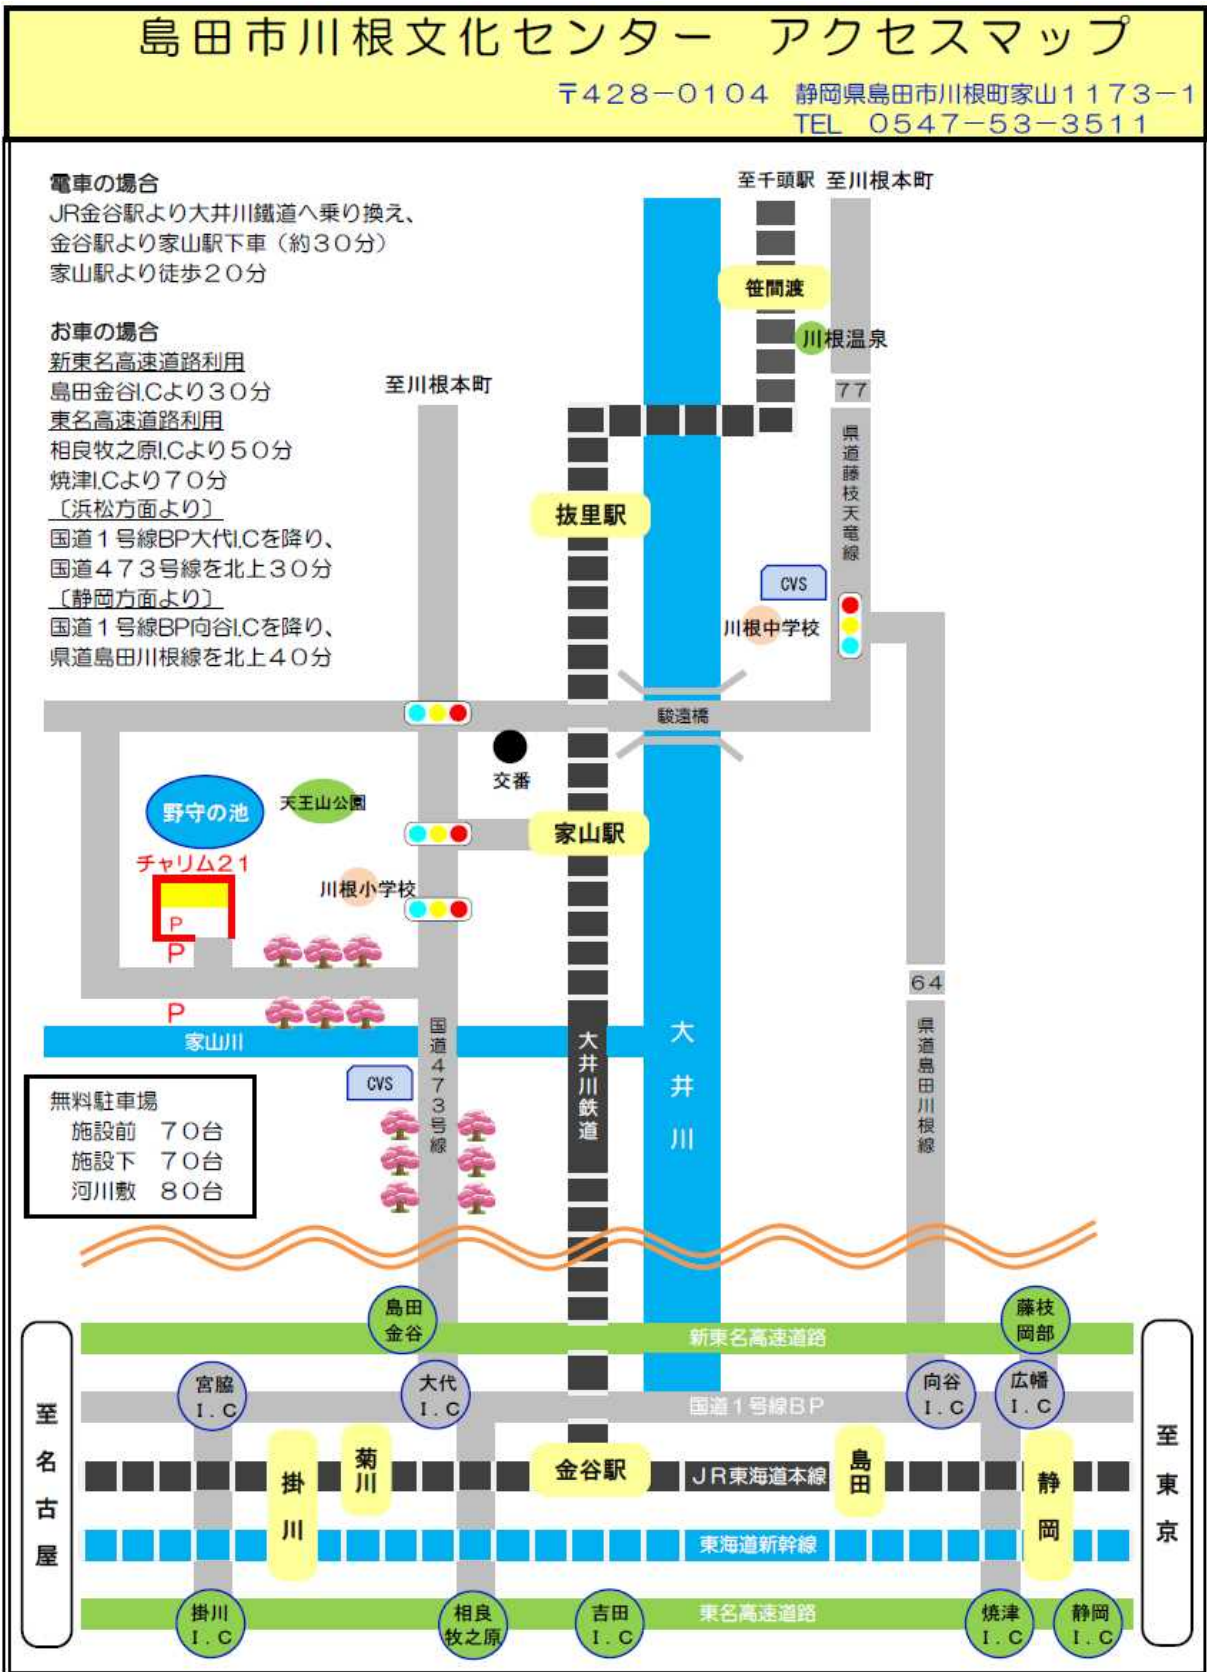 島田市川根文化センター　アクセスマップ
〒428－0104　静岡県島田市川根町家山1173－1
TEL　0547－53－3511
電車の場合
JR金谷駅より大井川鐵道へ乗り換え、
金谷駅より家山駅下車（約30分）
家山駅より徒歩20分
お車の場合
新東名高速道路利用
島田金谷I.Cより30分
東名高速道路利用
相良牧之原I.Cより50分
焼津I.Cより70分
〔浜松方面より〕
国道1号線BP大代I.Cを降り、
国道473号線を北上30分
〔静岡方面より〕
国道1号線BP向谷I.Cを降り、
県道島田川根線を北上40分
至千頭駅
至川根本町
笹間渡
川根温泉
至川根本町
77
県道藤枝天竜線
抜里駅
CVS
川根中学校
駿遠橋
交番
野守の池
天王山公園
家山駅
チャリム21
川根小学校
P
P
P
64
家山川
国道473号線
大井川鉄道
大井川
県道島田川根線
CVS
無料駐車場
施設前　70台
施設下　70台
河川敷　80台
島田
金谷
藤枝
岡部
新東名高速道路
宮脇
I.C
大代
I.C
向谷
I.C
広幡
I.C
国道1号線BP
至名古屋
至東京
掛川
菊川
金谷駅
JR東海道本線
島田
静岡
東海道新幹線
掛川
I.C
相良
牧之原
吉田
I.C
東名高速道路
焼津
I.C
静岡
I.C